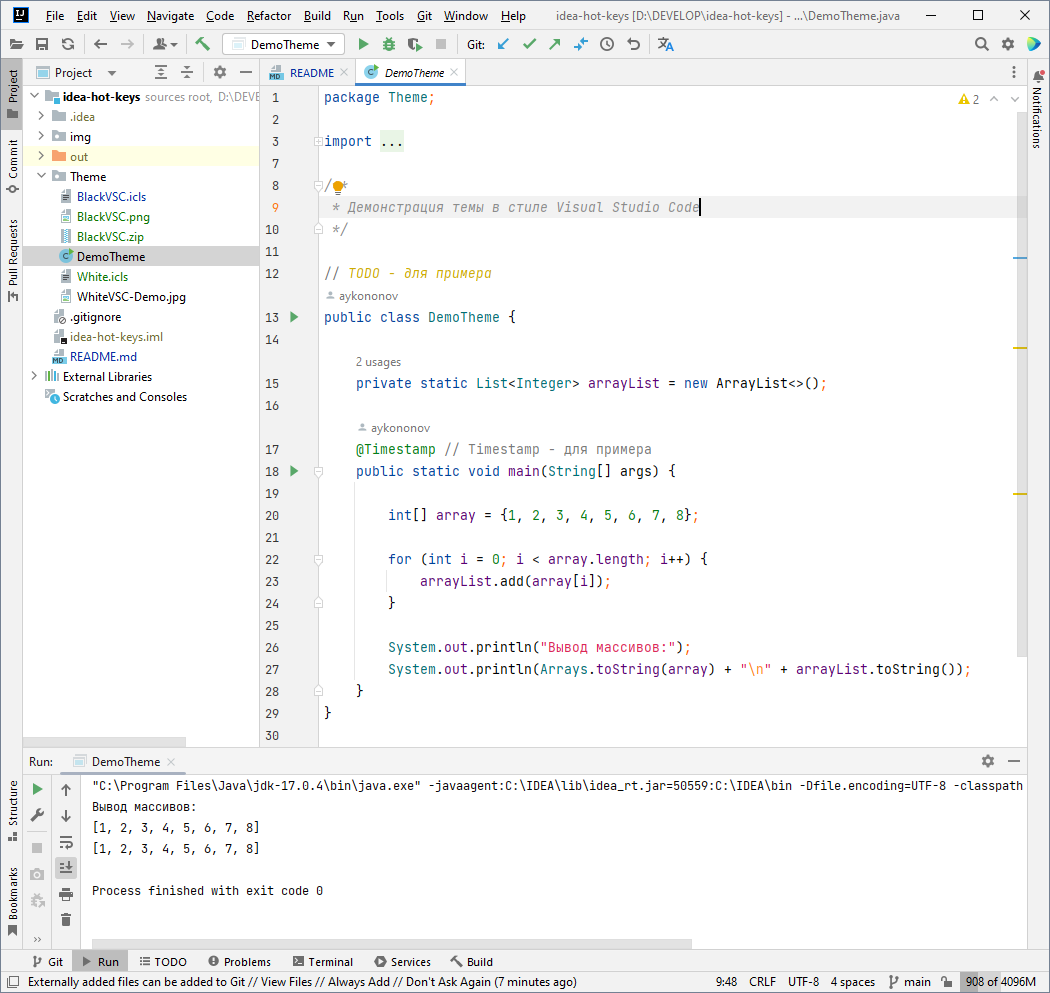 File Edit View Navigate Code Refactor Build Run Tools Git Window Help idea-hot-keys [D:\DEVELOP\idea-hot-keys] - ...\DemoTheme.java
DemoTheme Git:
Project
README DemoTheme
Project
Commit
Pull Requests
Structure
Bookmarks
Notifications
idea-hot-keys sources root, D:\DEVE
.idea
img
out
Theme
BlackVSC.icls
BlackVSC.png
BlackVSC.zip
DemoTheme
White.icls
WhiteVSC-Demo.jpg
.gitignore
idea-hot-keys.iml
README.md
External Libraries
Scratches and Consoles
2
1 package Theme;
2
3 import ...
7
8 /**
9 * Демонстрация темы в стиле Visual Studio Code
10 */
11
12 // TODO - для примера
aykononov
13 public class DemoTheme {
14
2 usages
15 private static List<Integer> arrayList = new ArrayList<>();
16
aykononov
17 @Timestamp // Timestamp - для примера
18 public static void main(String[] args) {
19
20 int[] array = {1, 2, 3, 4, 5, 6, 7, 8};
21
22 for (int i = 0; i < array.length; i++) {
23 arrayList.add(array[i]);
24 }
25
26 System.out.println("Вывод массивов:");
27 System.out.println(Arrays.toString(array) + "\n" + arrayList.toString());
28 }
29 }
30
Run: DemoTheme
"C:\Program Files\Java\jdk-17.0.4\bin\java.exe" -javaagent:C:\IDEA\lib\idea_rt.jar=50559:C:\IDEA\bin -Dfile.encoding=UTF-8 -classpath
Вывод массивов:
[1, 2, 3, 4, 5, 6, 7, 8]
[1, 2, 3, 4, 5, 6, 7, 8]
Process finished with exit code 0
Git Run TODO Problems Terminal Services Build
Externally added files can be added to Git // View Files // Always Add // Don't Ask Again (7 minutes ago) 9:48 CRLF UTF-8 4 spaces main 908 of 4096M